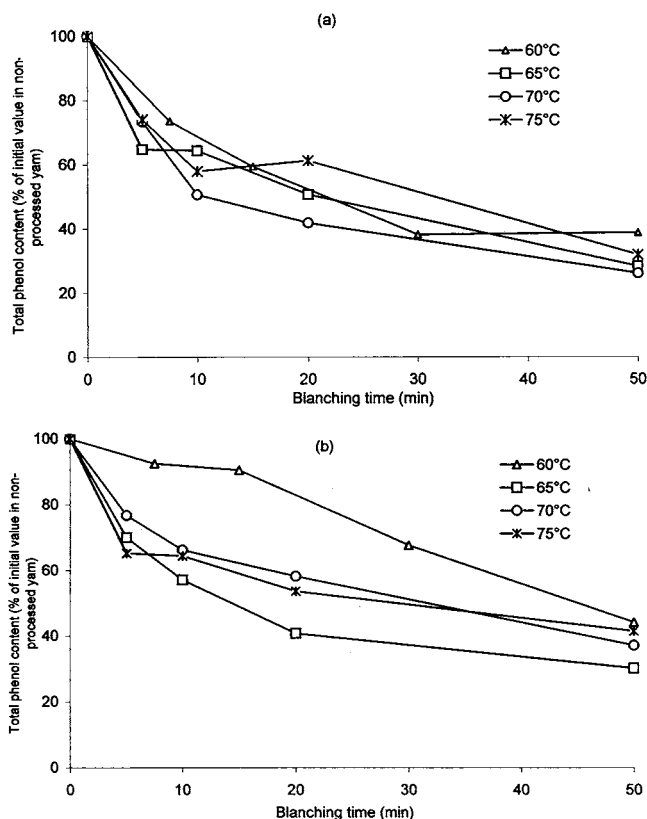 (a)
100
80
60
40
20
0
Total phenol content (% of initial value in non-
processed yam)
60°C
65°C
70°C
75°C
0 10 20 30 40 50
Blanching time (min)
(b)
100
80
60
40
20
0
Total phenol content (% of initial value in non-
processed yam)
60°C
65°C
70°C
75°C
0 10 20 30 40 50
Blanching time (min)